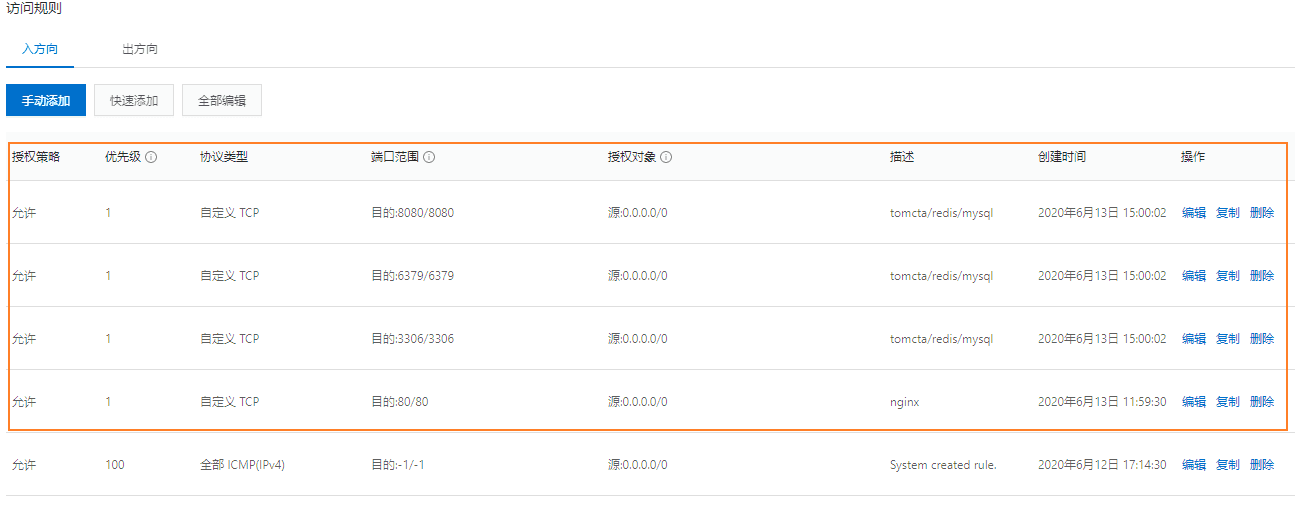 访问规则
入方向 出方向
手动添加 快速添加 全部编辑
授权策略 优先级 协议类型 端口范围 授权对象 描述 创建时间 操作
允许 1 自定义 TCP 目的:8080/8080 源:0.0.0.0/0 tomcta/redis/mysql 2020年6月13日 15:00:02 编辑 复制 删除
允许 1 自定义 TCP 目的:6379/6379 源:0.0.0.0/0 tomcta/redis/mysql 2020年6月13日 15:00:02 编辑 复制 删除
允许 1 自定义 TCP 目的:3306/3306 源:0.0.0.0/0 tomcta/redis/mysql 2020年6月13日 15:00:02 编辑 复制 删除
允许 1 自定义 TCP 目的:80/80 源:0.0.0.0/0 nginx 2020年6月13日 11:59:30 编辑 复制 删除
允许 100 全部 ICMP(IPv4) 目的:-1/-1 源:0.0.0.0/0 System created rule. 2020年6月12日 17:14:30 编辑 复制 删除